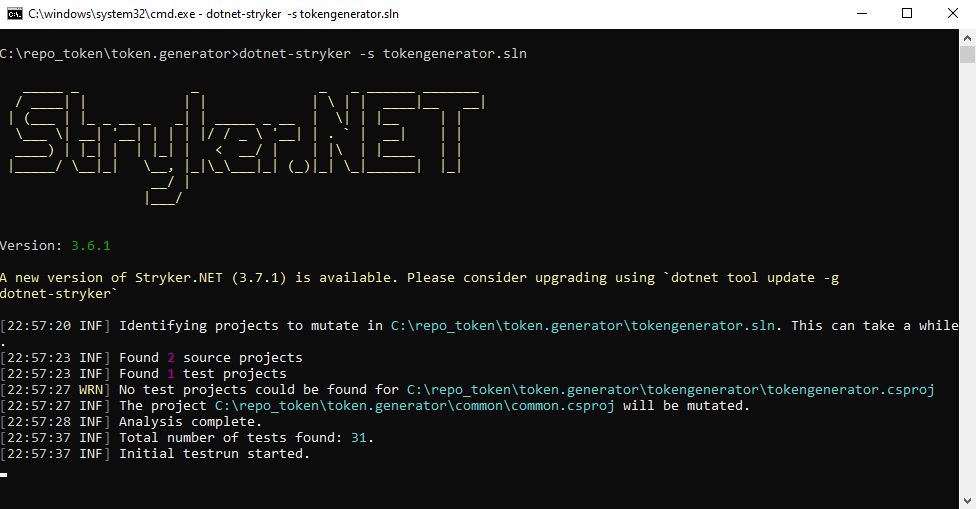 C:\windows\system32\cmd.exe - dotnet-stryker -s tokengenerator.sln
C:\repo_token\token.generator>dotnet-stryker -s tokengenerator.sln
Stryker.NET
Version: 3.6.1
A new version of Stryker.NET (3.7.1) is available. Please consider upgrading using `dotnet tool update -g
dotnet-stryker`
[22:57:20 INF] Identifying projects to mutate in C:\repo_token\token.generator\tokengenerator.sln. This can take a while
.
[22:57:23 INF] Found 2 source projects
[22:57:23 INF] Found 1 test projects
[22:57:27 WRN] No test projects could be found for C:\repo_token\token.generator\tokengenerator\tokengenerator.csproj
[22:57:27 INF] The project C:\repo_token\token.generator\common\common.csproj will be mutated.
[22:57:28 INF] Analysis complete.
[22:57:37 INF] Total number of tests found: 31.
[22:57:37 INF] Initial testrun started.